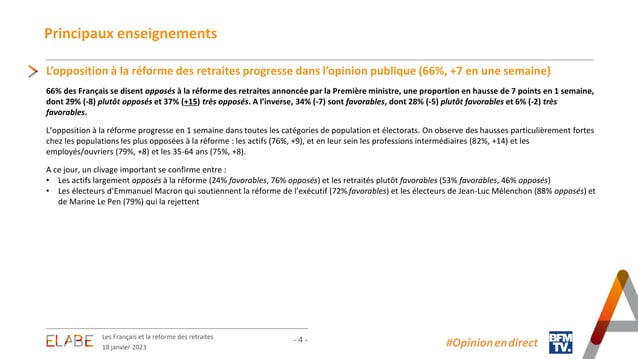 Principaux enseignements
L’opposition à la réforme des retraites progresse dans l’opinion publique (66%, +7 en une semaine)
66% des Français se disent opposés à la réforme des retraites annoncée par la Première ministre, une proportion en hausse de 7 points en 1 semaine,
dont 29% (-8) plutôt opposés et 37% (+15) très opposés. A l’inverse, 34% (-7) sont favorables, dont 28% (-5) plutôt favorables et 6% (-2) très
favorables.
L’opposition à la réforme progresse en 1 semaine dans toutes les catégories de population et électorats. On observe des hausses particulièrement fortes
chez les populations les plus opposées à la réforme : les actifs (76%, +9), et en leur sein les professions intermédiaires (82%, +14) et les
employés/ouvriers (79%, +8) et les 35-64 ans (75%, +8).
A ce jour, un clivage important se confirme entre :
• Les actifs largement opposés à la réforme (24% favorables, 76% opposés) et les retraités plutôt favorables (53% favorables, 46% opposés)
• Les électeurs d’Emmanuel Macron qui soutiennent la réforme de l’exécutif (72% favorables) et les électeurs de Jean-Luc Mélenchon (88% opposés) et
de Marine Le Pen (79%) qui la rejettent
ELABE
Les Français et la réforme des retraites
18 janvier 2023
- 4 -
#Opinionendirect
BFM
TV.